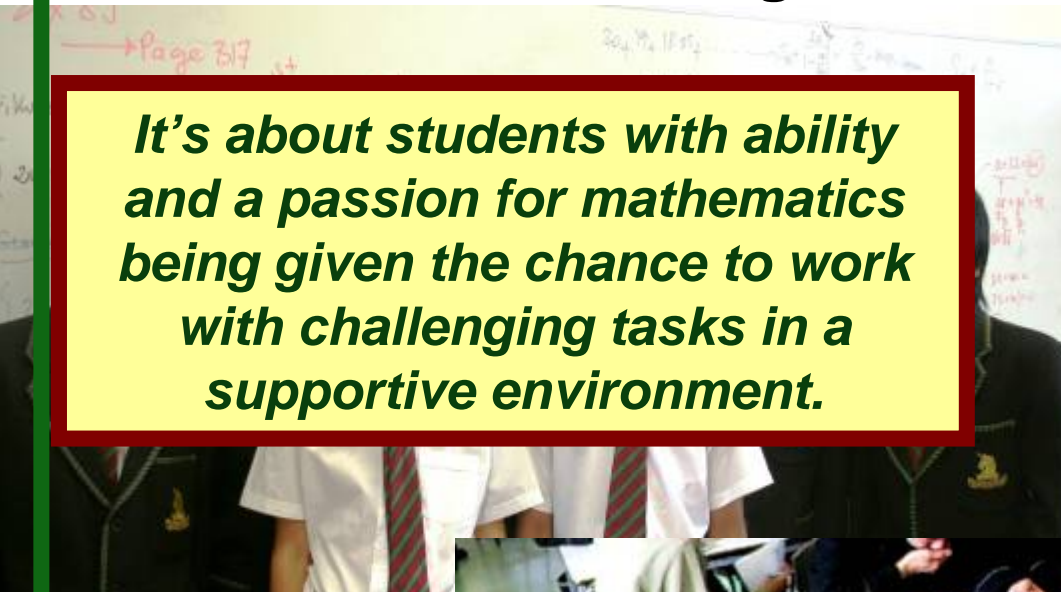 Page 317
It’s about students with ability
and a passion for mathematics
being given the chance to work
with challenging tasks in a
supportive environment.